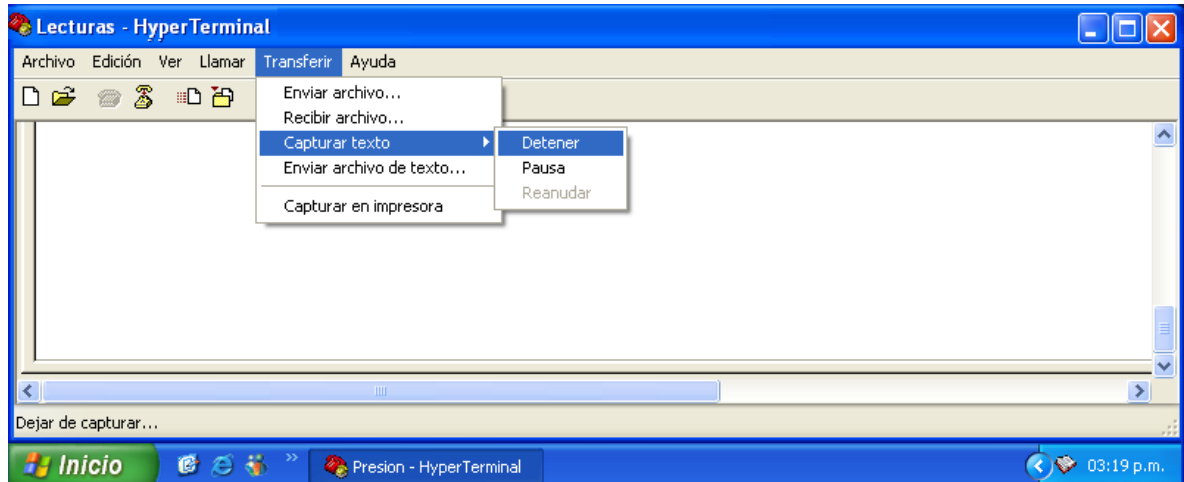 Lecturas - HyperTerminal
Archivo Edición Ver Llamar Transferir Ayuda
Enviar archivo...
Recibir archivo...
Capturar texto
Enviar archivo de texto...
Capturar en impresora
Detener
Pausa
Reanudar
Dejar de capturar...
Inicio
Presion - HyperTerminal
03:19 p.m.